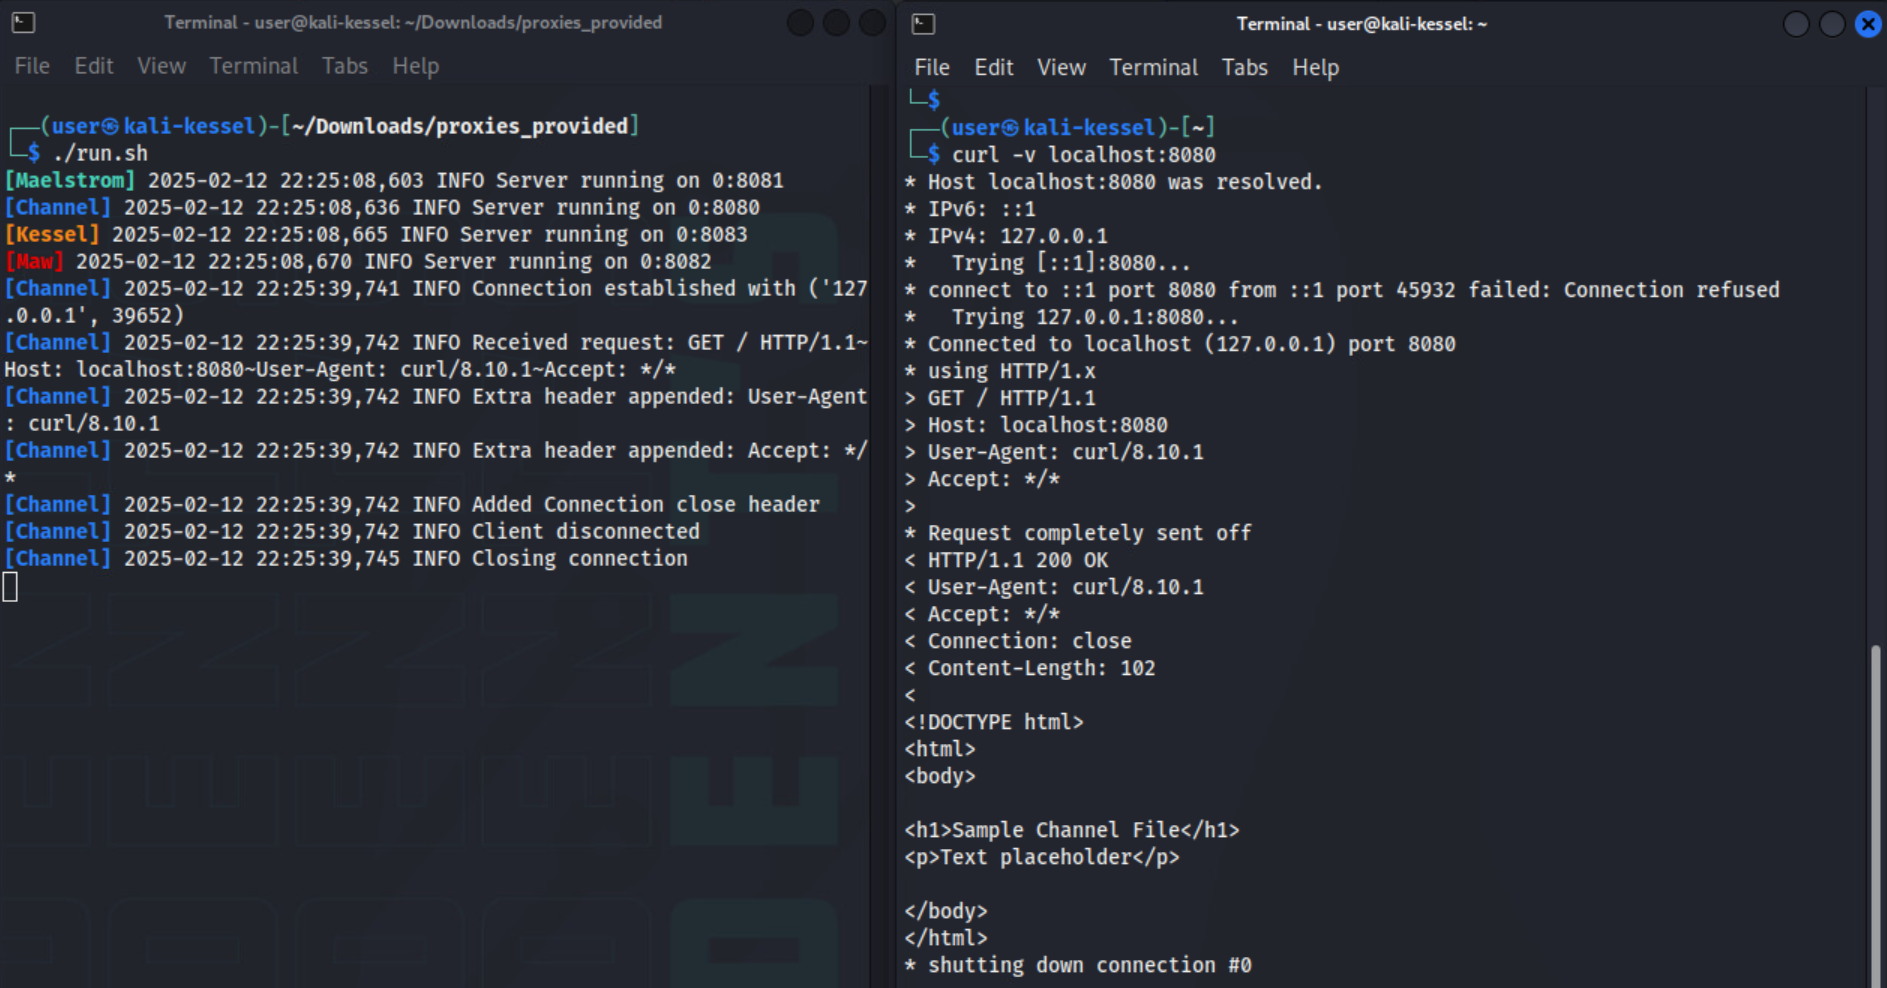 Terminal - user@kali-kessel: ~/Downloads/proxies_provided
File Edit View Terminal Tabs Help
┌──(user㉿kali-kessel)-[~/Downloads/proxies_provided]
└─$ ./run.sh
[Maelstrom] 2025-02-12 22:25:08,603 INFO Server running on 0:8081
[Channel] 2025-02-12 22:25:08,636 INFO Server running on 0:8080
[Kessel] 2025-02-12 22:25:08,665 INFO Server running on 0:8083
[Maw] 2025-02-12 22:25:08,670 INFO Server running on 0:8082
[Channel] 2025-02-12 22:25:39,741 INFO Connection established with ('127
.0.0.1', 39652)
[Channel] 2025-02-12 22:25:39,742 INFO Received request: GET / HTTP/1.1~
Host: localhost:8080~User-Agent: curl/8.10.1~Accept: */*
[Channel] 2025-02-12 22:25:39,742 INFO Extra header appended: User-Agent
: curl/8.10.1
[Channel] 2025-02-12 22:25:39,742 INFO Extra header appended: Accept: */
*
[Channel] 2025-02-12 22:25:39,742 INFO Added Connection close header
[Channel] 2025-02-12 22:25:39,742 INFO Client disconnected
[Channel] 2025-02-12 22:25:39,745 INFO Closing connection
Terminal - user@kali-kessel: ~
File Edit View Terminal Tabs Help
└─$
┌──(user㉿kali-kessel)-[~]
└─$ curl -v localhost:8080
* Host localhost:8080 was resolved.
* IPv6: ::1
* IPv4: 127.0.0.1
*   Trying [::1]:8080...
* connect to ::1 port 8080 from ::1 port 45932 failed: Connection refused
*   Trying 127.0.0.1:8080...
* Connected to localhost (127.0.0.1) port 8080
* using HTTP/1.x
> GET / HTTP/1.1
> Host: localhost:8080
> User-Agent: curl/8.10.1
> Accept: */*
>
* Request completely sent off
< HTTP/1.1 200 OK
< User-Agent: curl/8.10.1
< Accept: */*
< Connection: close
< Content-Length: 102
<
<!DOCTYPE html>
<html>
<body>
<h1>Sample Channel File</h1>
<p>Text placeholder</p>
</body>
</html>
* shutting down connection #0